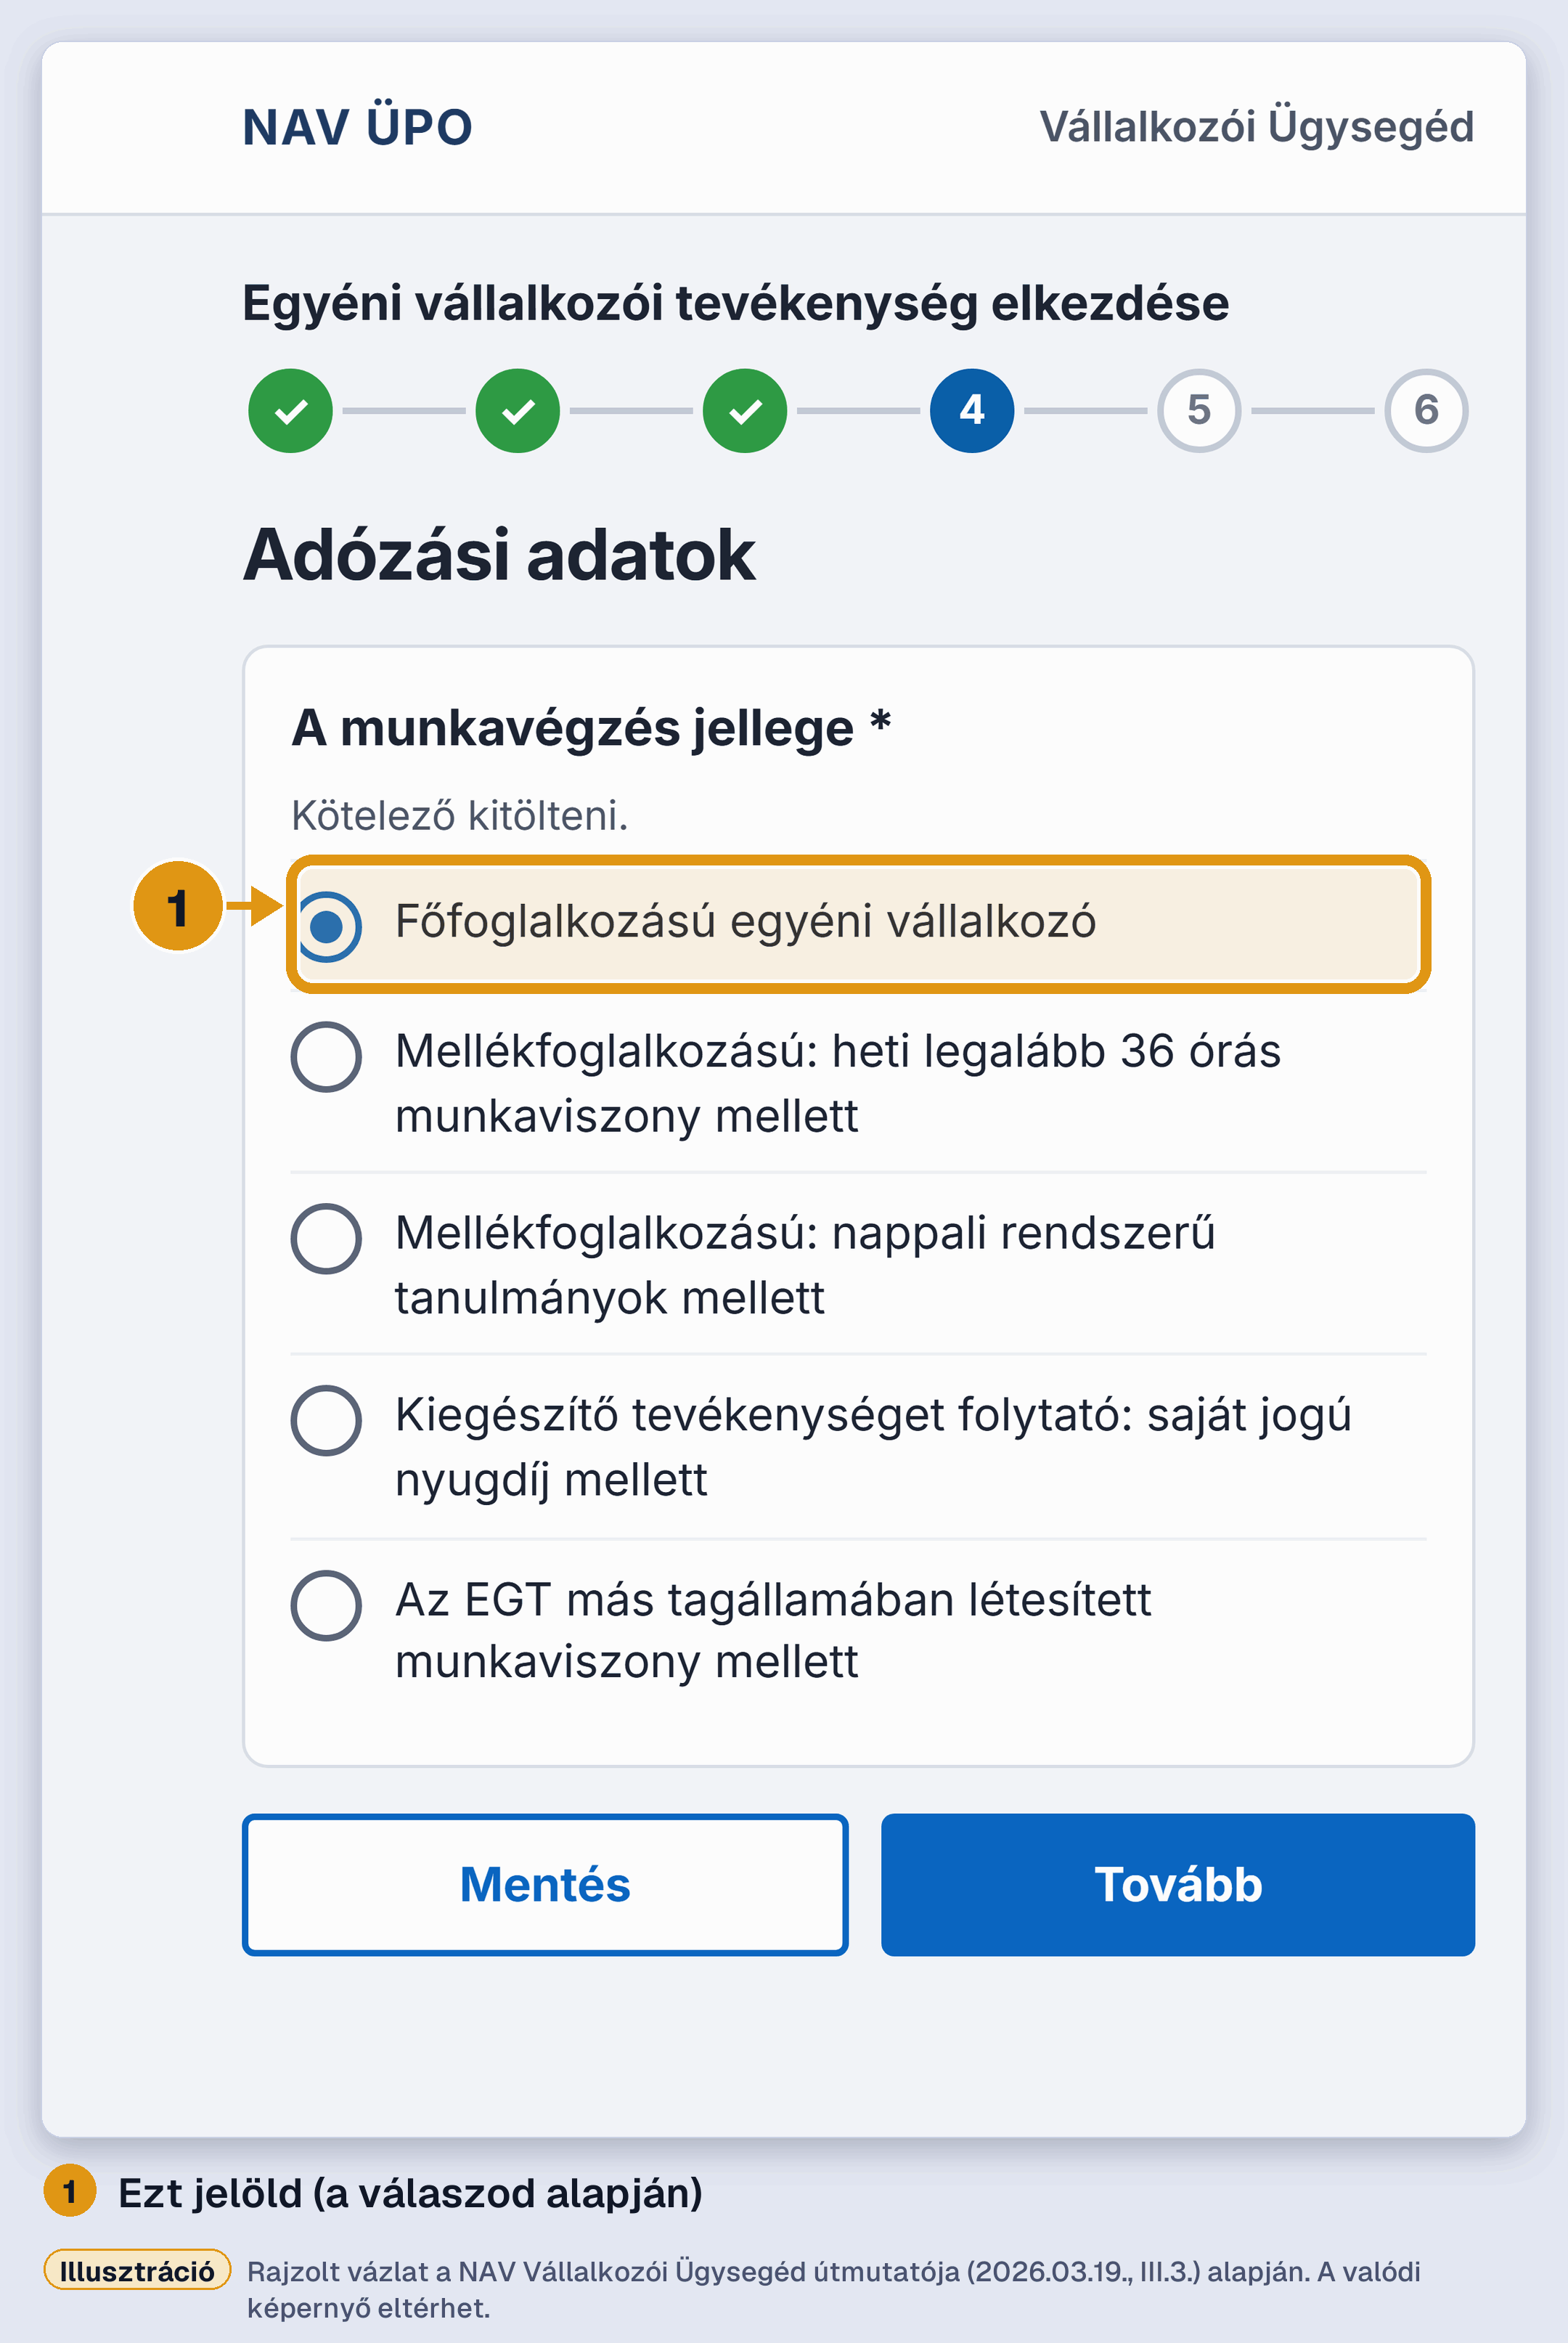 NAV ÜPO
Vállalkozói Ügysegéd
Egyéni vállalkozói tevékenység elkezdése
4
5
6
Adózási adatok
A munkavégzés jellege *
Kötelező kitölteni.
1
Főfoglalkozású egyéni vállalkozó
Mellékfoglalkozású: heti legalább 36 órás
munkaviszony mellett
Mellékfoglalkozású: nappali rendszerű
tanulmányok mellett
Kiegészítő tevékenységet folytató: saját jogú
nyugdíj mellett
Az EGT más tagállamában létesített
munkaviszony mellett
Mentés
Tovább
1 Ezt jelöld (a válaszod alapján)
Illusztráció
Rajzolt vázlat a NAV Vállalkozói Ügysegéd útmutatója (2026.03.19., III.3.) alapján. A valódi
képernyő eltérhet.